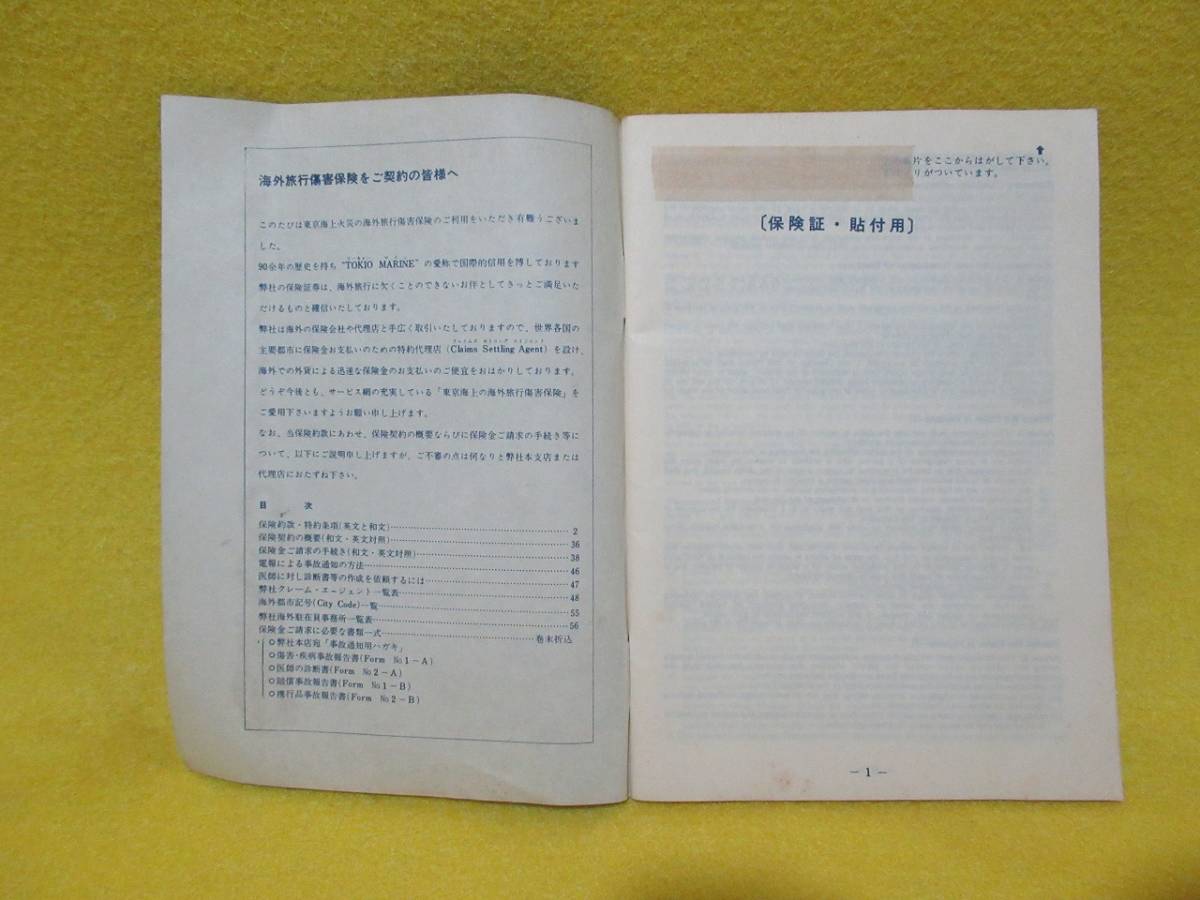 海外旅行傷害保険をご契約の皆様へ
このたびは東京海上火災の海外旅行傷害保険のご利用をいただき有難うございま
した。
90余年の歴史を持ち“TOKIO MARINE”の愛称で国際的信用を博しております
弊社の保険証券は、海外旅行に欠くことのできないお伴としてきっとご満足いた
だけるものと確信いたしております。
弊社は海外の保険会社や代理店と手広く取引いたしておりますので、世界各国の
主要都市に保険金お支払いのための特約代理店(Claims Settling Agent)を設け、
海外での外貨による迅速な保険金のお支払いのご便宜をおはかりしております。
どうぞ今後とも、サービス網の充実している「東京海上の海外旅行傷害保険」を
ご愛用下さいますようお願い申し上げます。
なお、当保険約款にあわせ、保険契約の概要ならびに保険金ご請求の手続き等に
ついて、以下にご説明申し上げますが、ご不審の点は何なりと弊社本支店または
代理店におたずね下さい。
目 次
保険約款・特約条項(英文と和文)…………2
保険契約の概要(和文・英文対照)…………36
保険金ご請求の手続き(和文・英文対照)…………38
電報による事故通知の方法…………46
医師に対し診断書等の作成を依頼するには…………47
弊社クレーム・エージェント一覧表…………48
海外都市記号(City Code)一覧…………55
弊社海外駐在員事務所一覧表…………56
保険金ご請求に必要な書類一式…………巻末折込
○弊社本店宛「事故通知用ハガキ」
○傷害・疾病事故報告書(Form №1-A)
○医師の診断書(Form №2-A)
○賠償事故報告書(Form №1-B)
○携行品事故報告書(Form №2-B)
片をここからはがして下さい。
りがついています。
〔保険証・貼付用〕
— 1 —